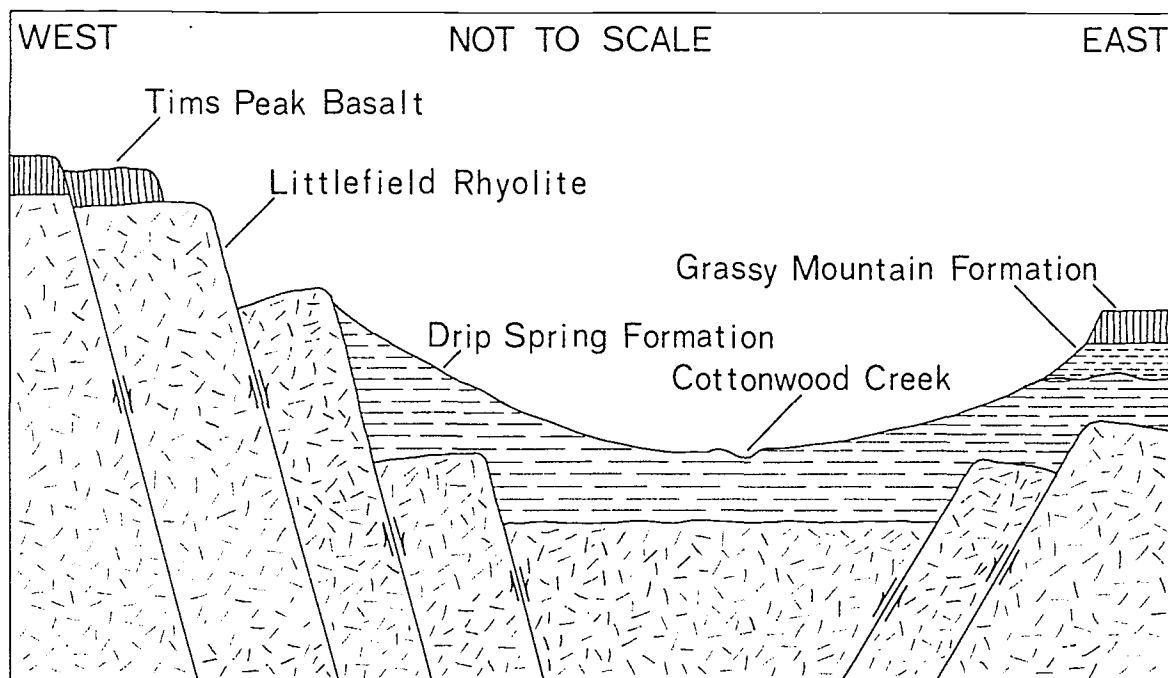 WEST
NOT TO SCALE
EAST
Tims Peak Basalt
Littlefield Rhyolite
Grassy Mountain Formation
Drip Spring Formation
Cottonwood Creek